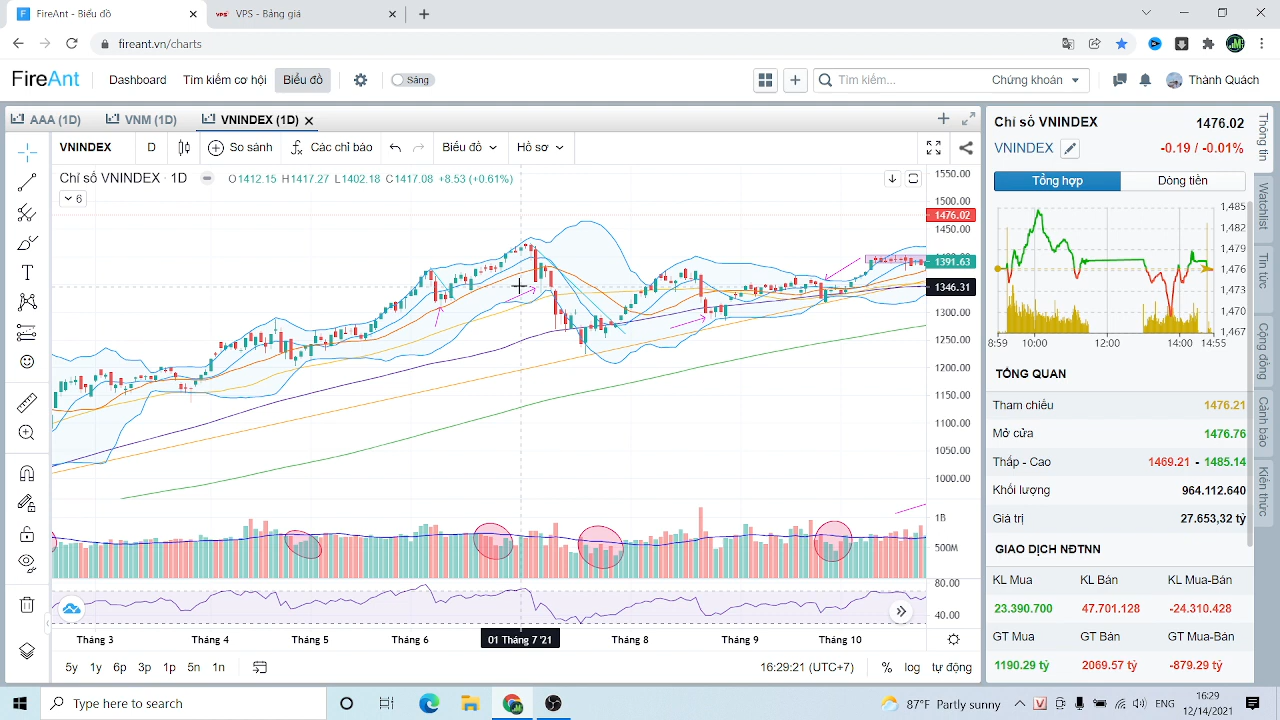 FireAnt - Biểu đồ
VPS - Bảng giá
fireant.vn/charts
FireAnt
Dashboard
Tìm kiếm cơ hội
Biểu đồ
Sáng
Tìm kiếm...
Chứng khoán
Thành Quách
AAA (1D)
VNM (1D)
VNINDEX (1D)
VNINDEX
D
So sánh
Các chỉ báo
Biểu đồ
Hồ sơ
Chỉ số VNINDEX · 1D
O1412.15 H1417.27 L1402.18 C1417.08 +8.53 (+0.61%)
6
1550.00
1500.00
1476.02
1450.00
1391.63
1346.31
1300.00
1250.00
1200.00
1150.00
1100.00
1050.00
1000.00
1B
500M
80.00
40.00
Tháng 3
Tháng 4
Tháng 5
Tháng 6
01 Tháng 7 '21
Tháng 8
Tháng 9
Tháng 10
5y 1y 6p 3p 1p 5n 1n
16:29:21 (UTC+7)
% log tự động
Chỉ số VNINDEX
1476.02
VNINDEX
-0.19 / -0.01%
Tổng hợp
Dòng tiền
1,485
1,482
1,479
1,476
1,473
1,470
1,467
8:59 10:00 12:00 14:00 14:55
TỔNG QUAN
Tham chiếu 1476.21
Mở cửa 1476.76
Thấp - Cao 1469.21 - 1485.14
Khối lượng 964.112.640
Giá trị 27.653,32 tỷ
GIAO DỊCH NĐTNN
KL Mua KL Bán KL Mua-Bán
23.390.700 47.701.128 -24.310.428
GT Mua GT Bán GT Mua-Bán
1190.29 tỷ 2069.57 tỷ -879.29 tỷ
Thông tin
Watchlist
Tin tức
Cộng đồng
Cảnh báo
Kiến thức
Type here to search
87°F Partly sunny
ENG
16:29
12/14/2021